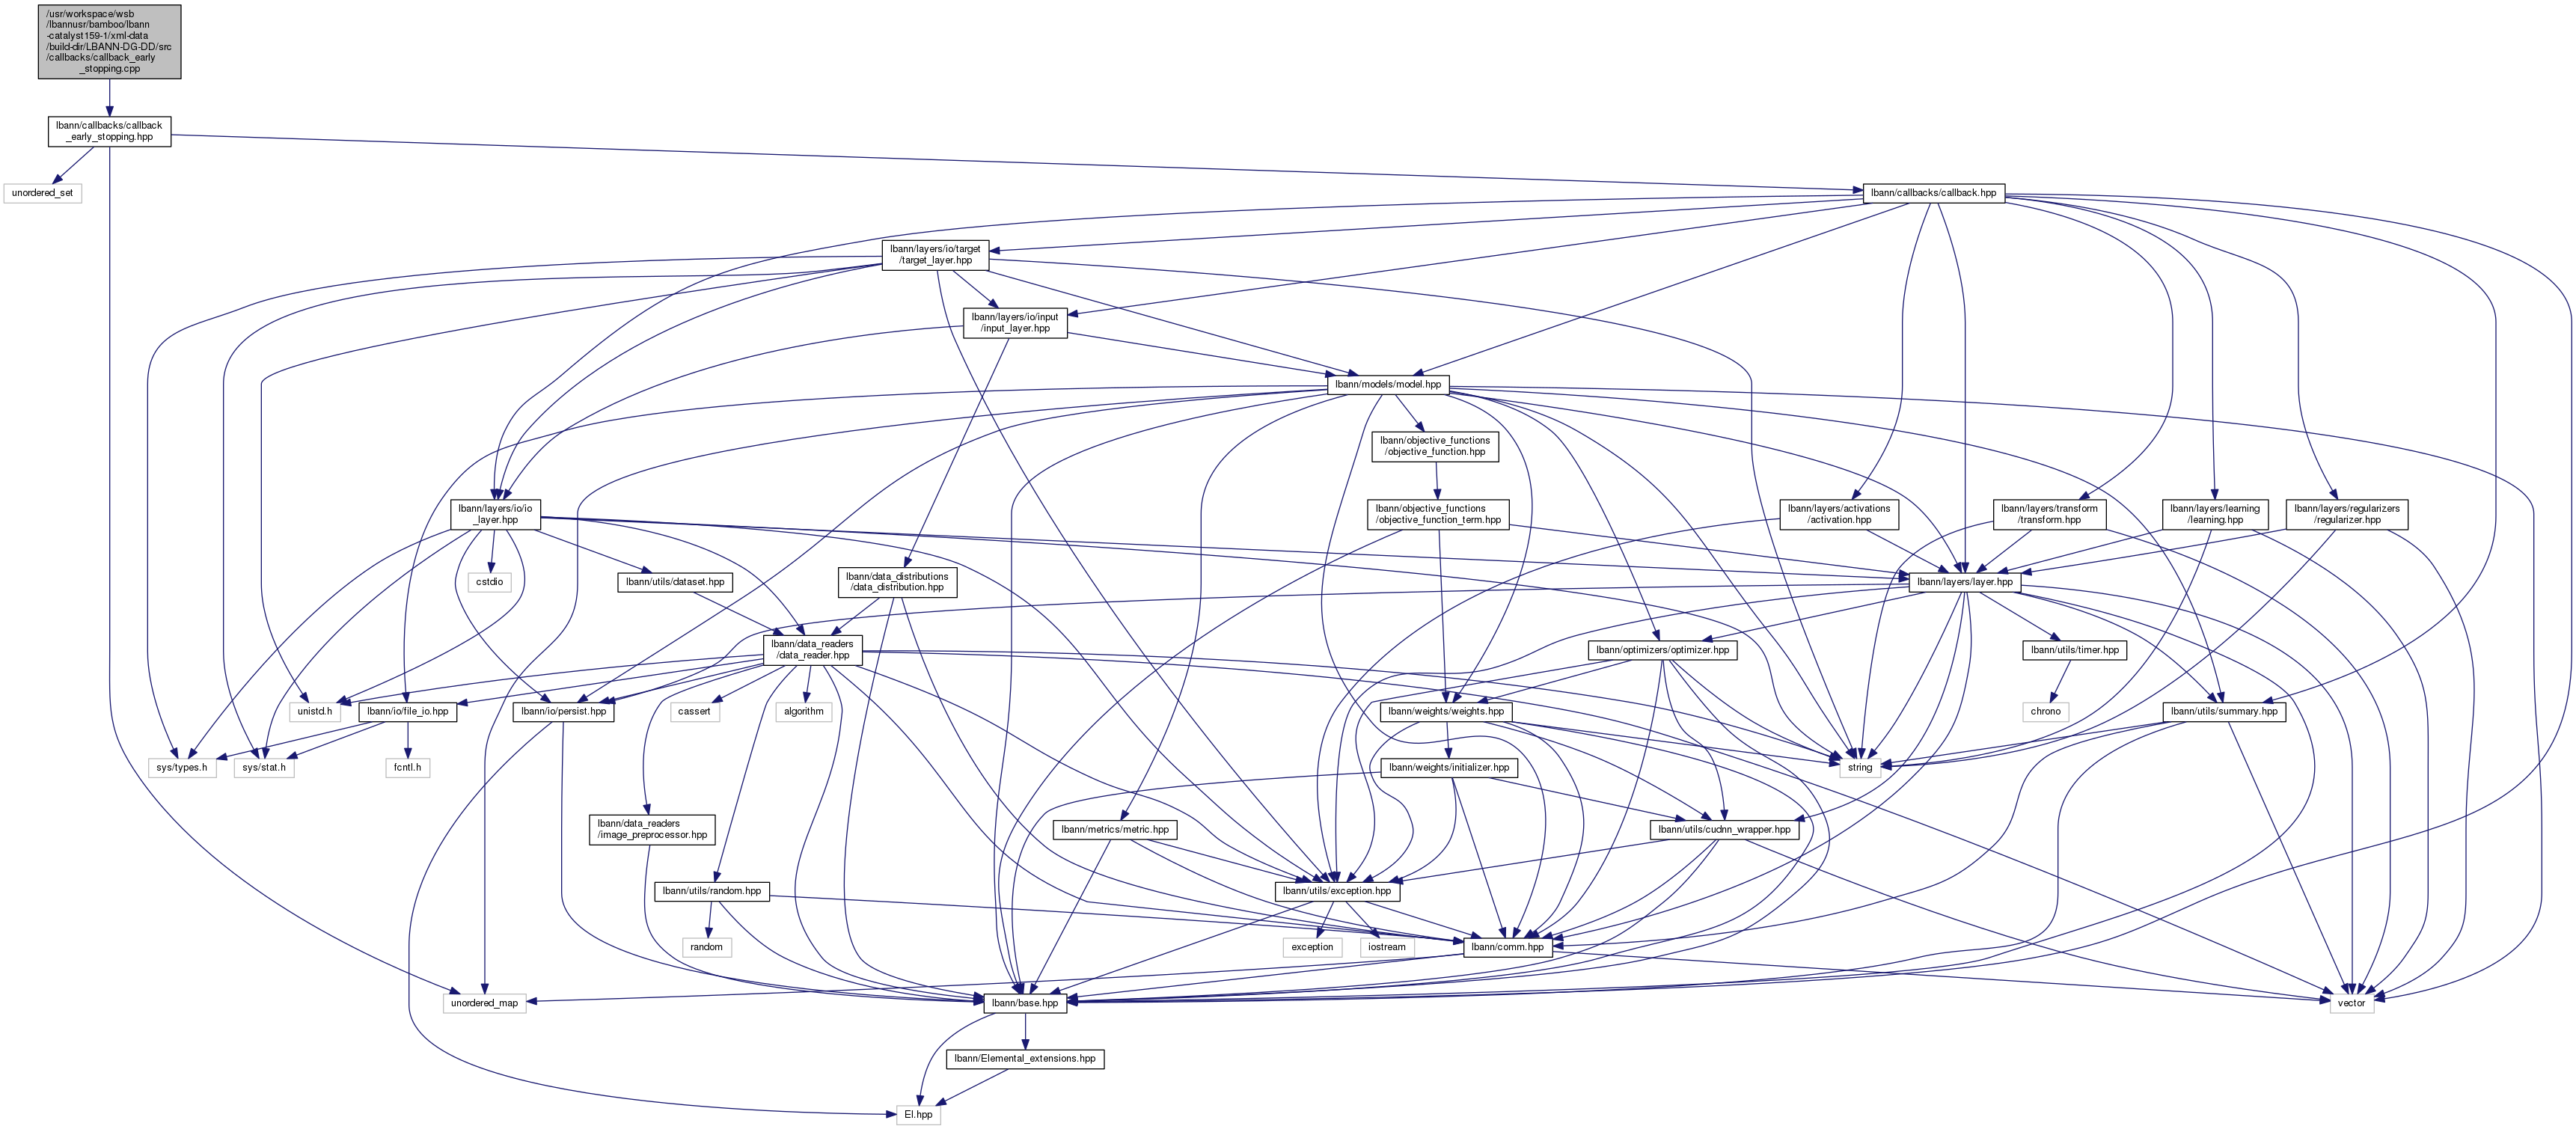 /usr/workspace/wsb
/lbannusr/bamboo/lbann
-catalyst159-1/xml-data
/build-dir/LBANN-DG-DD/src
/callbacks/callback_early
_stopping.cpp
lbann/callbacks/callback
_early_stopping.hpp
unordered_set
lbann/callbacks/callback.hpp
lbann/layers/io/target
/target_layer.hpp
lbann/layers/io/input
/input_layer.hpp
lbann/models/model.hpp
lbann/objective_functions
/objective_function.hpp
lbann/layers/io/io
_layer.hpp
lbann/objective_functions
/objective_function_term.hpp
lbann/layers/activations
/activation.hpp
lbann/layers/transform
/transform.hpp
lbann/layers/learning
/learning.hpp
lbann/layers/regularizers
/regularizer.hpp
cstdio
lbann/utils/dataset.hpp
lbann/data_distributions
/data_distribution.hpp
lbann/layers/layer.hpp
lbann/data_readers
/data_reader.hpp
lbann/optimizers/optimizer.hpp
lbann/utils/timer.hpp
unistd.h
lbann/io/file_io.hpp
lbann/io/persist.hpp
cassert
algorithm
lbann/weights/weights.hpp
chrono
lbann/utils/summary.hpp
sys/types.h
sys/stat.h
fcntl.h
lbann/weights/initializer.hpp
string
lbann/data_readers
/image_preprocessor.hpp
lbann/metrics/metric.hpp
lbann/utils/cudnn_wrapper.hpp
lbann/utils/random.hpp
lbann/utils/exception.hpp
random
exception
iostream
lbann/comm.hpp
unordered_map
lbann/base.hpp
vector
lbann/Elemental_extensions.hpp
El.hpp